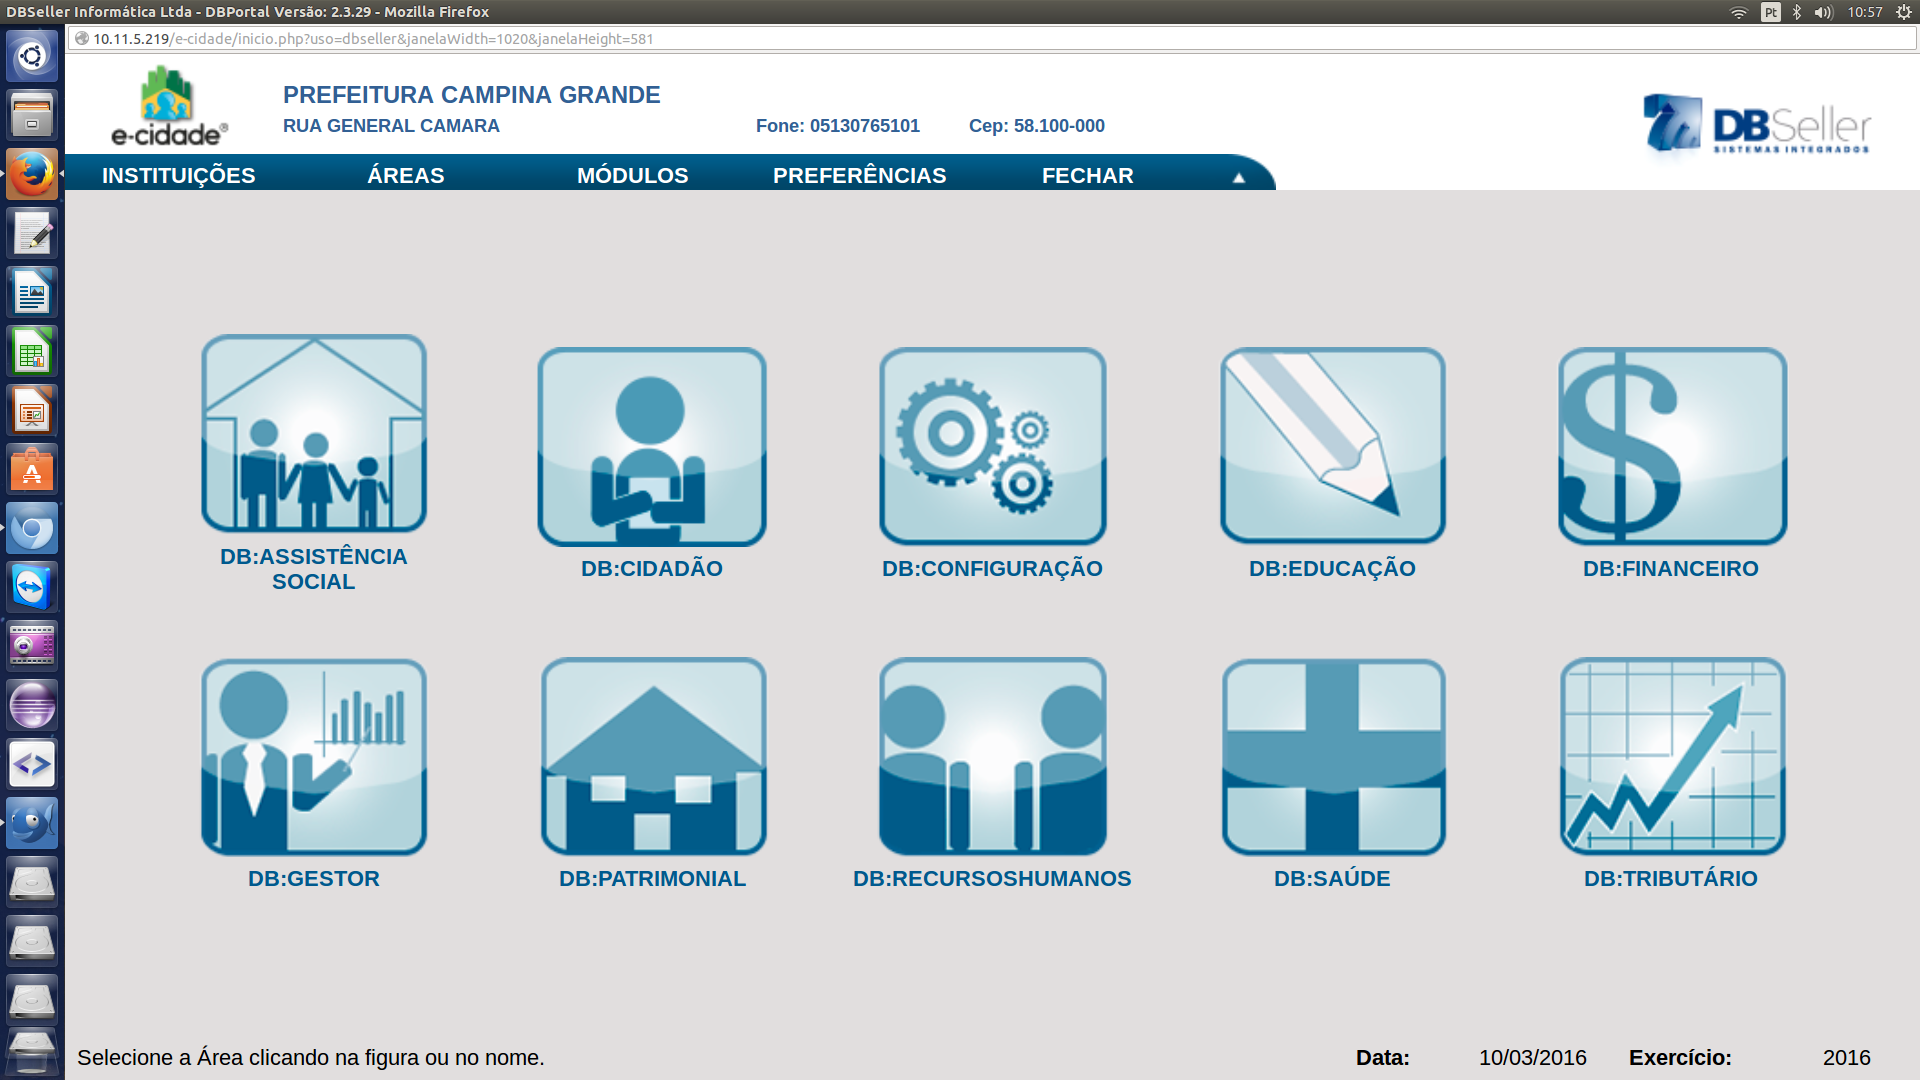 DBSeller Informática Ltda - DBPortal Versão: 2.3.29 - Mozilla Firefox
Pt
10:57
10.11.5.219/e-cidade/inicio.php?uso=dbseller&janelaWidth=1020&janelaHeight=581
e-cidade®
PREFEITURA CAMPINA GRANDE
RUA GENERAL CAMARA
Fone: 05130765101
Cep: 58.100-000
DBSeller
SISTEMAS INTEGRADOS
INSTITUIÇÕES
ÁREAS
MÓDULOS
PREFERÊNCIAS
FECHAR
DB:ASSISTÊNCIA
SOCIAL
DB:CIDADÃO
DB:CONFIGURAÇÃO
DB:EDUCAÇÃO
DB:FINANCEIRO
DB:GESTOR
DB:PATRIMONIAL
DB:RECURSOSHUMANOS
DB:SAÚDE
DB:TRIBUTÁRIO
Selecione a Área clicando na figura ou no nome.
Data: 10/03/2016
Exercício: 2016